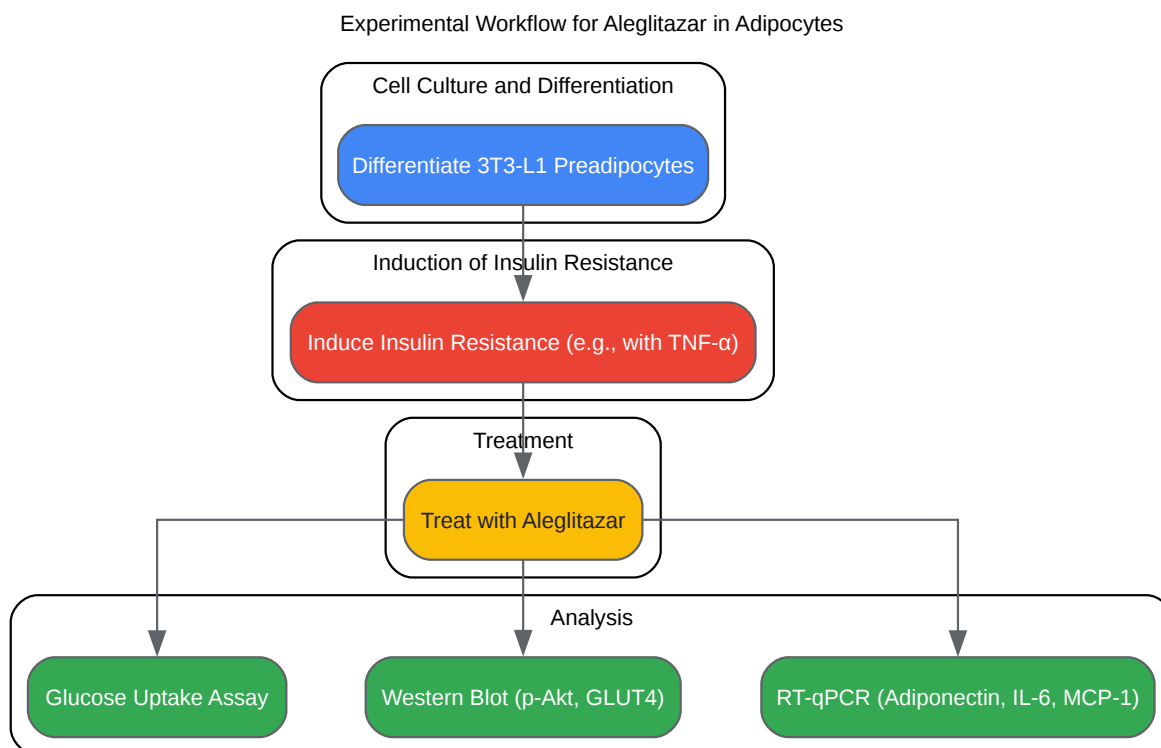 Experimental Workflow for Aleglitazar in Adipocytes
Cell Culture and Differentiation
Differentiate 3T3-L1 Preadipocytes
Induction of Insulin Resistance
Induce Insulin Resistance (e.g., with TNF-α)
Treatment
Treat with Aleglitazar
Analysis
Glucose Uptake Assay
Western Blot (p-Akt, GLUT4)
RT-qPCR (Adiponectin, IL-6, MCP-1)